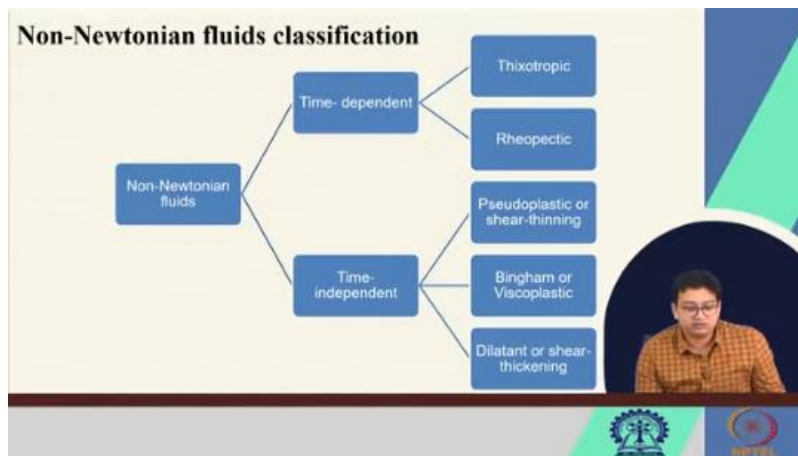 Non-Newtonian fluids classification
Non-Newtonian
fluids
Time- dependent
Thixotropic
Rheopectic
Time-
independent
Pseudoplastic or
shear-thinning
Bingham or
Viscoplastic
Dilatant or shear-
thickening
NPTEL